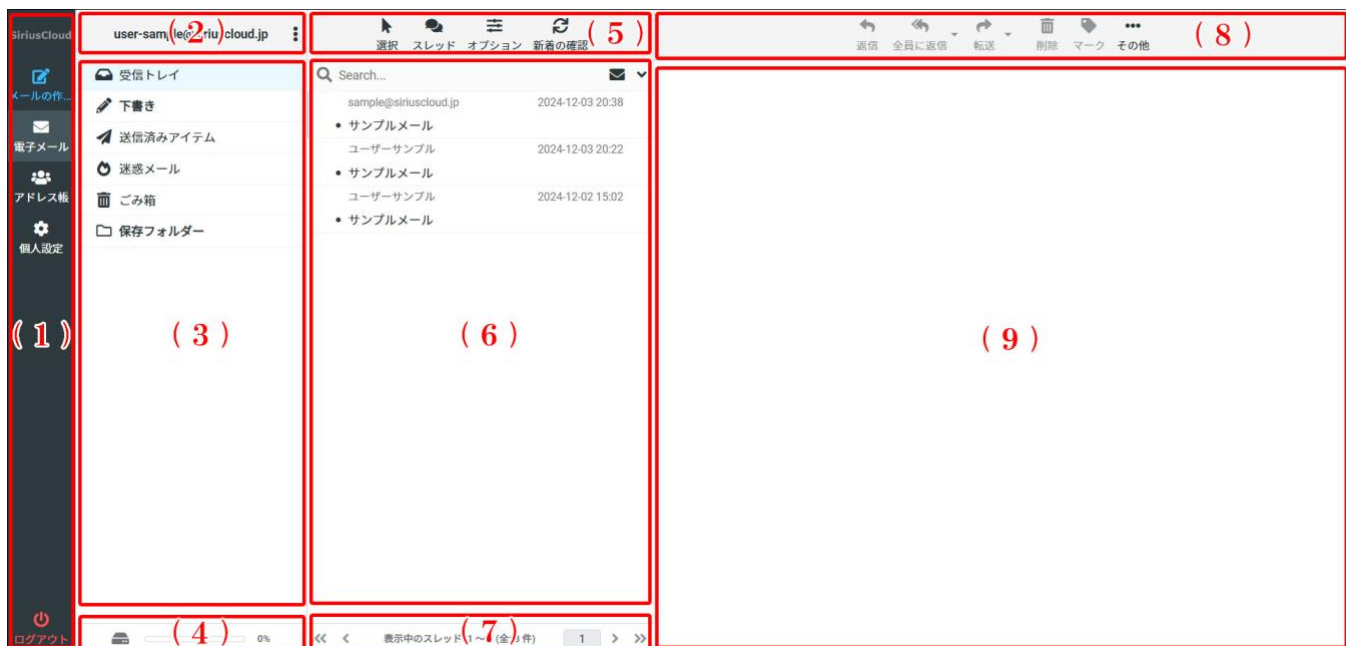 SiriusCloud
メールの作...
電子メール
アドレス帳
個人設定
( 1 )
ログアウト
( 2 )
受信トレイ
下書き
送信済みアイテム
迷惑メール
ごみ箱
保存フォルダー
( 3 )
( 4 )
0%
選択 スレッド オプション 新着の確認 ( 5 )
Search...
sample@siriuscloud.jp 2024-12-03 20:38
• サンプルメール
ユーザーサンプル 2024-12-03 20:22
• サンプルメール
ユーザーサンプル 2024-12-02 15:02
• サンプルメール
( 6 )
表示中のスレッド ( 7 ) 1
返信 全員に返信 転送 削除 マーク その他 ( 8 )
( 9 )